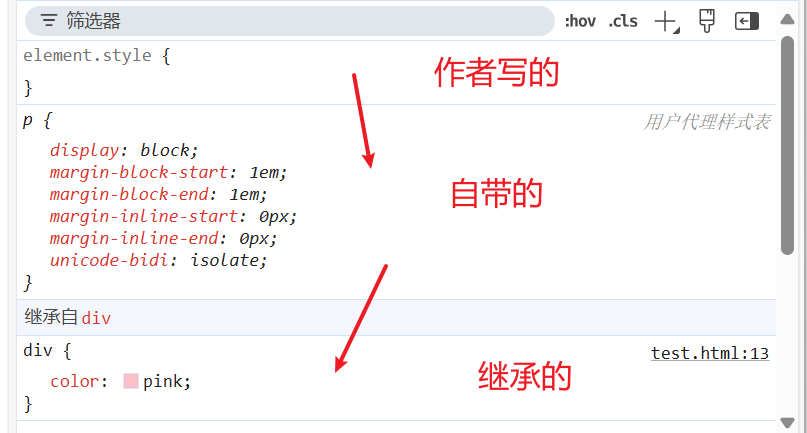 筛选器 :hov .cls
element.style {
作者写的
}
p { 用户代理样式表
display: block;
margin-block-start: 1em;
margin-block-end: 1em;
自带的
margin-inline-start: 0px;
margin-inline-end: 0px;
unicode-bidi: isolate;
}
继承自 div
div { test.html:13
color: pink;
继承的
}